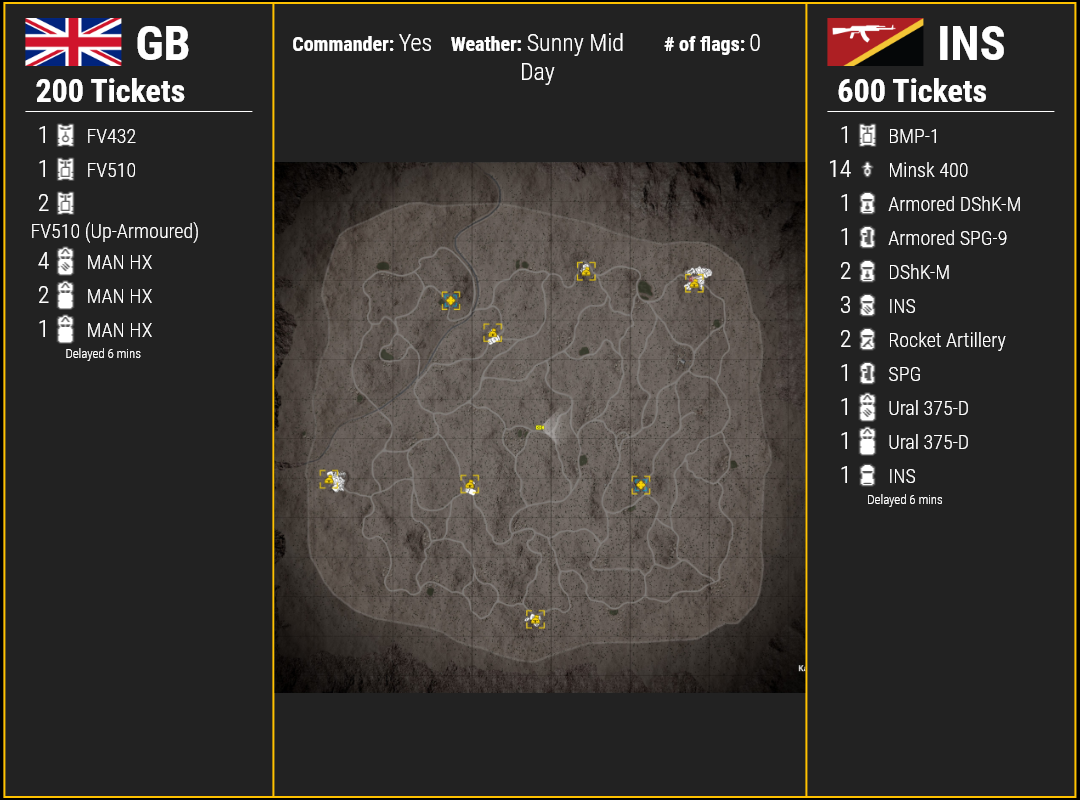 GB
200 Tickets
1 FV432
1 FV510
2
FV510 (Up-Armoured)
4 MAN HX
2 MAN HX
1 MAN HX
Delayed 6 mins
Commander: Yes Weather: Sunny Mid # of flags: 0
Day
INS
600 Tickets
1 BMP-1
14 Minsk 400
1 Armored DShK-M
1 Armored SPG-9
2 DShK-M
3 INS
2 Rocket Artillery
1 SPG
1 Ural 375-D
1 Ural 375-D
1 INS
Delayed 6 mins